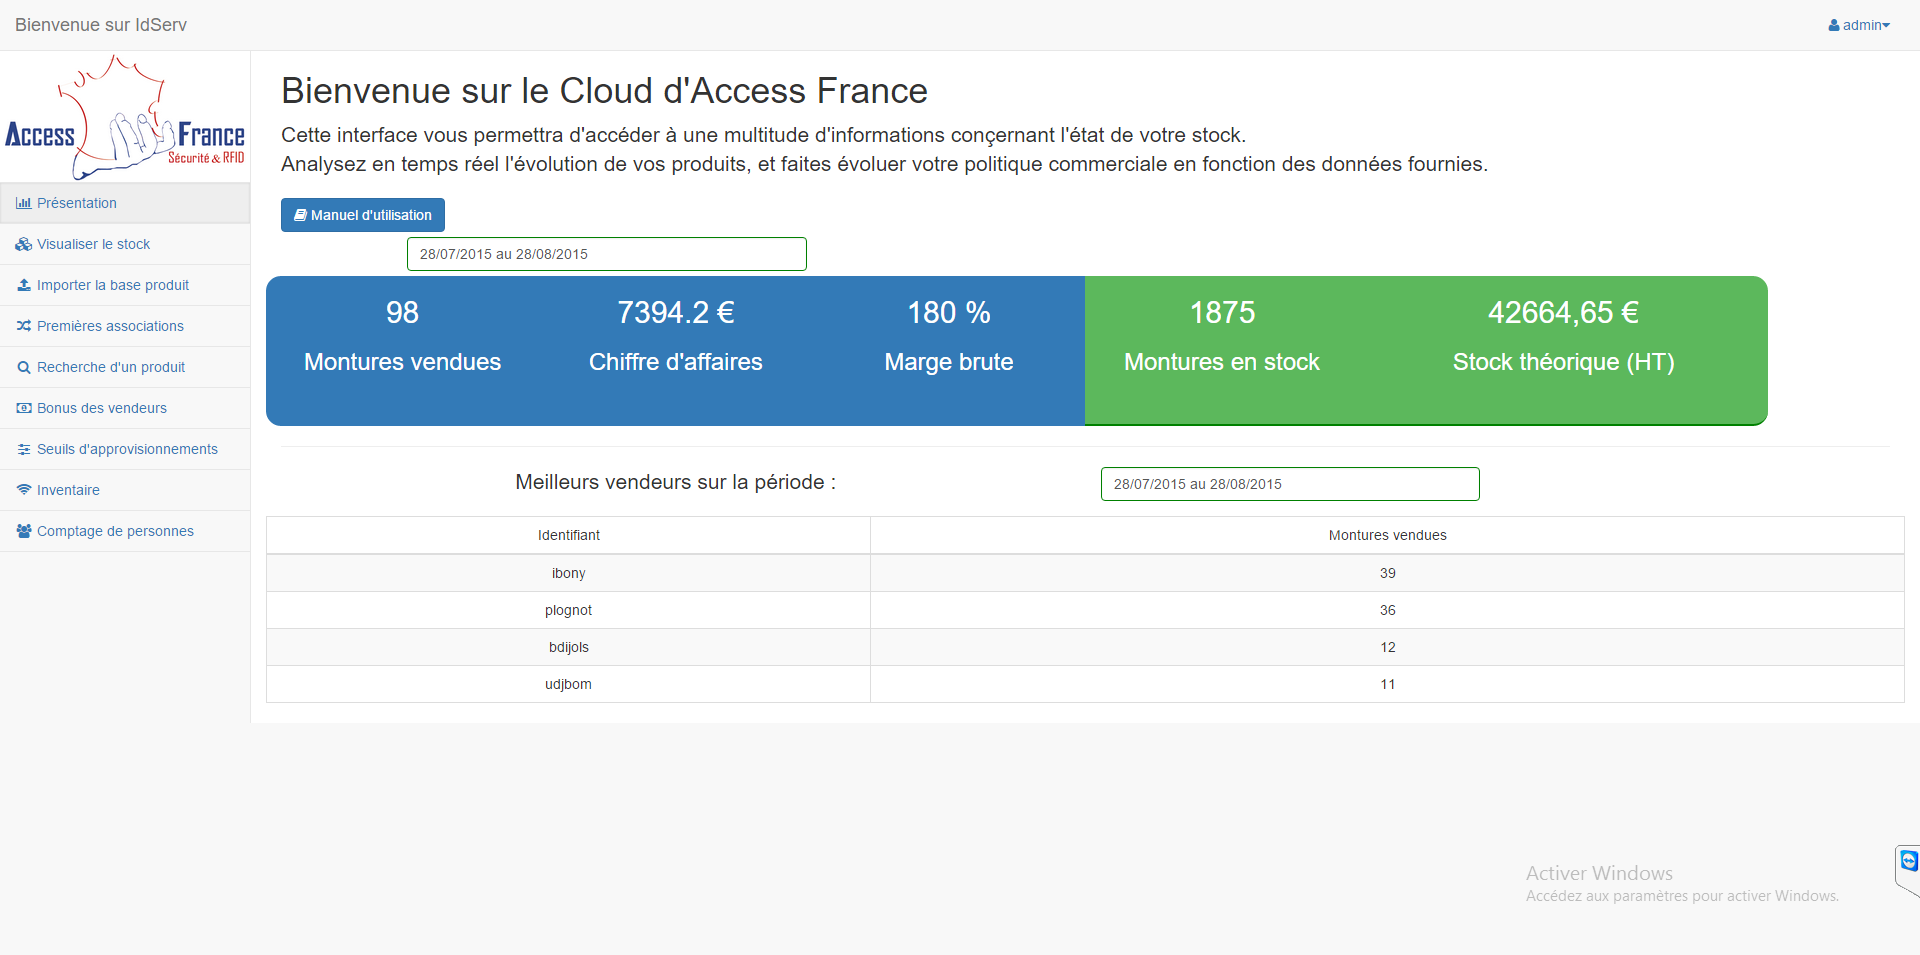 Bienvenue sur IdServ
admin
Access France
Sécurité & RFID
Présentation
Visualiser le stock
Importer la base produit
Premières associations
Recherche d'un produit
Bonus des vendeurs
Seuils d'approvisionnements
Inventaire
Comptage de personnes
Bienvenue sur le Cloud d'Access France
Cette interface vous permettra d'accéder à une multitude d'informations conçernant l'état de votre stock.
Analysez en temps réel l'évolution de vos produits, et faites évoluer votre politique commerciale en fonction des données fournies.
Manuel d'utilisation
28/07/2015 au 28/08/2015
98 7394.2 € 180 % 1875 42664,65 €
Montures vendues Chiffre d'affaires Marge brute Montures en stock Stock théorique (HT)
Meilleurs vendeurs sur la période : 28/07/2015 au 28/08/2015
Identifiant Montures vendues
ibony 39
plognot 36
bdijols 12
udjbom 11
Activer Windows
Accédez aux paramètres pour activer Windows.